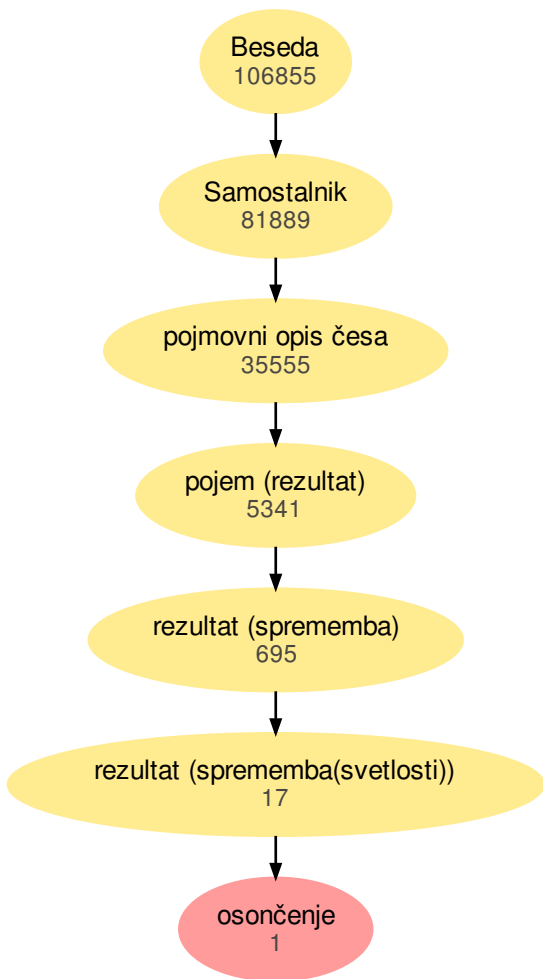 Beseda
106855
Samostalnik
81889
pojmovni opis česa
35555
pojem (rezultat)
5341
rezultat (sprememba)
695
rezultat (sprememba(svetlosti))
17
osončenje
1